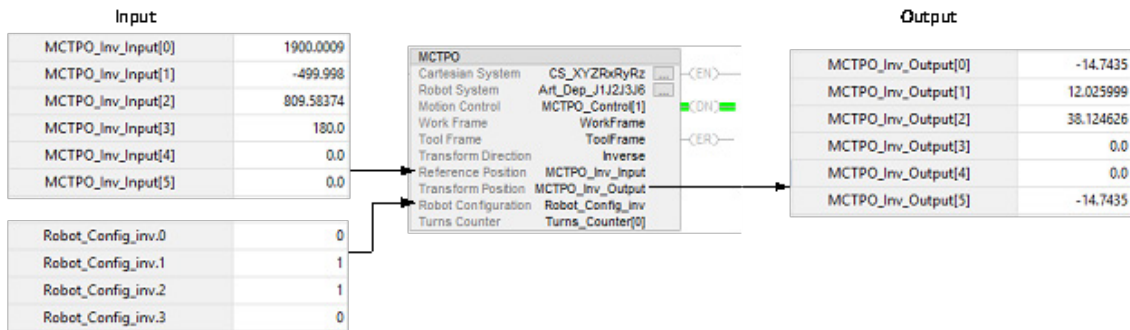 Input
MCTPO_Inv_Input[0] 1900.0009
MCTPO_Inv_Input[1] -499.998
MCTPO_Inv_Input[2] 809.58374
MCTPO_Inv_Input[3] 180.0
MCTPO_Inv_Input[4] 0.0
MCTPO_Inv_Input[5] 0.0
Robot_Config_inv.0 0
Robot_Config_inv.1 1
Robot_Config_inv.2 1
Robot_Config_inv.3 0
MCTPO
Cartesian System CS_XYZRxRyRz ...
Robot System Art_Dep_J1J2J3J6 ...
Motion Control MCTPO_Control[1]
Work Frame WorkFrame
Tool Frame ToolFrame
Transform Direction Inverse
Reference Position MCTPO_Inv_Input
Transform Position MCTPO_Inv_Output
Robot Configuration Robot_Config_inv
Turns Counter Turns_Counter[0]
(EN)
(DN)
(ER)
Output
MCTPO_Inv_Output[0] -14.7435
MCTPO_Inv_Output[1] 12.025999
MCTPO_Inv_Output[2] 38.124626
MCTPO_Inv_Output[3] 0.0
MCTPO_Inv_Output[4] 0.0
MCTPO_Inv_Output[5] -14.7435